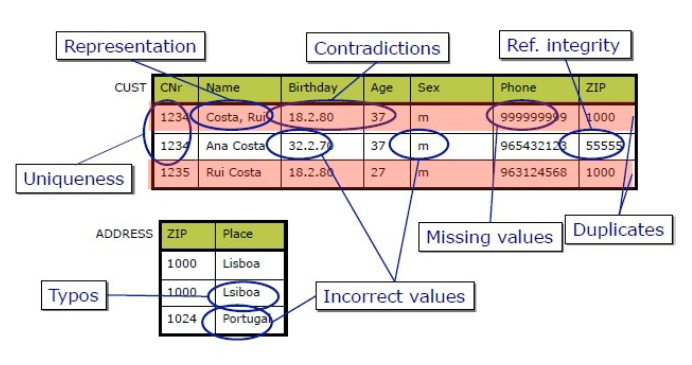 Representation
Contradictions
Ref. integrity
CUST CNr Name Birthday Age Sex Phone ZIP
1234 Costa, Rui 18.2.80 37 m 999999999 1000
1234 Ana Costa 32.2.70 37 m 965432123 55555
1235 Rui Costa 18.2.80 27 m 963124568 1000
Uniqueness
Missing values
Duplicates
ADDRESS ZIP Place
1000 Lisboa
1000 Lsiboa
1024 Portugal
Typos
Incorrect values